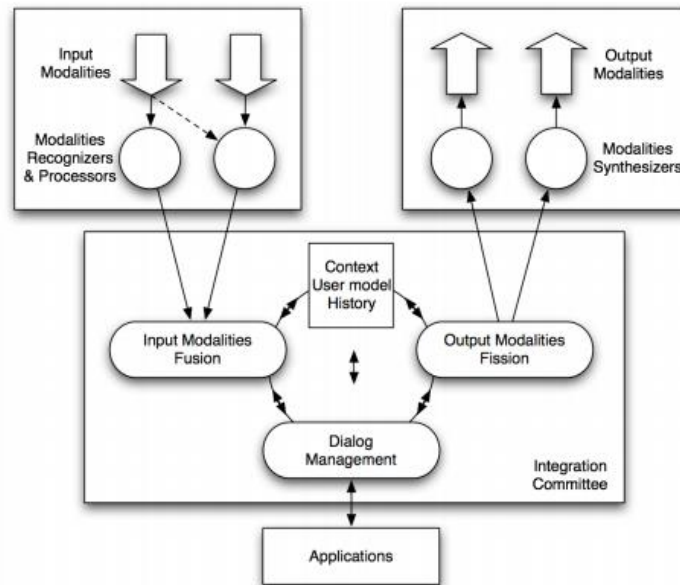 Input
Modalities
Modalities
Recognizers
& Processors
Output
Modalities
Modalities
Synthesizers
Context
User model
History
Input Modalities
Fusion
Output Modalities
Fission
Dialog
Management
Integration
Committee
Applications